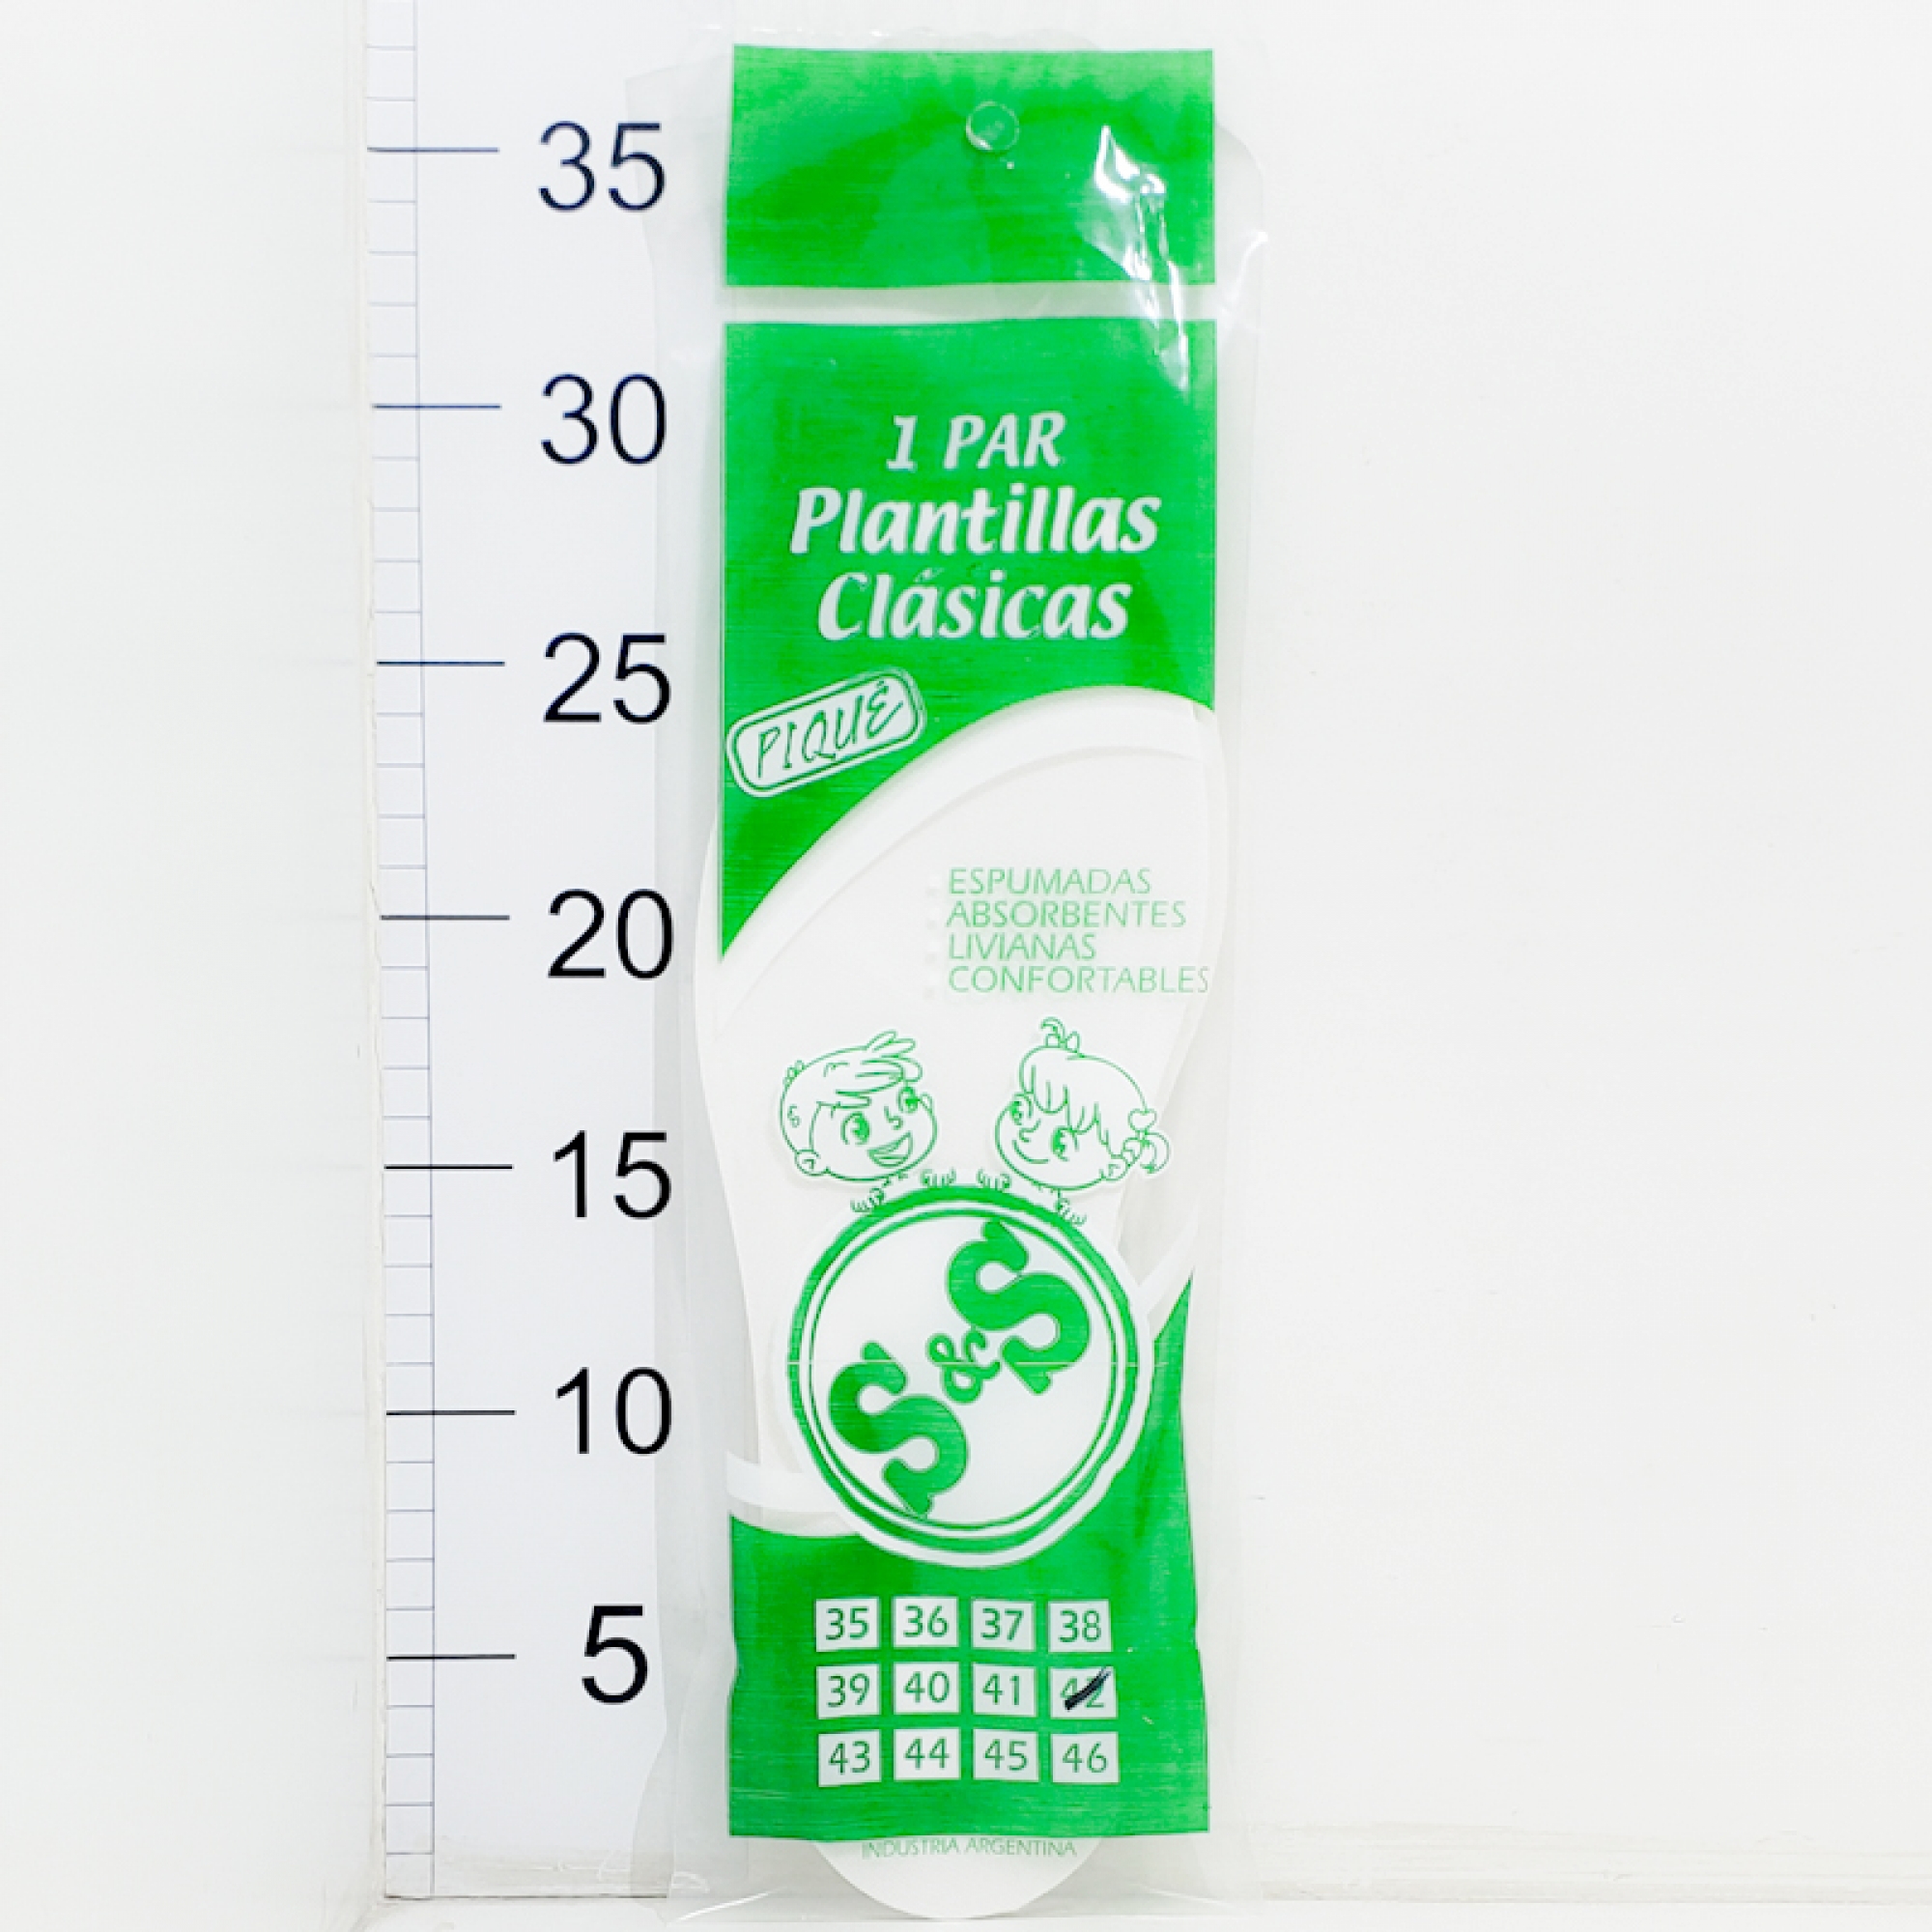 35
30
25
20
15
10
5
1 PAR
Plantillas
Clásicas
PIQUÉ
ESPUMADAS
ABSORBENTES
LIVIANAS
CONFORTABLES
S&S
35 36 37 38
39 40 41 42
43 44 45 46
INDUSTRIA ARGENTINA